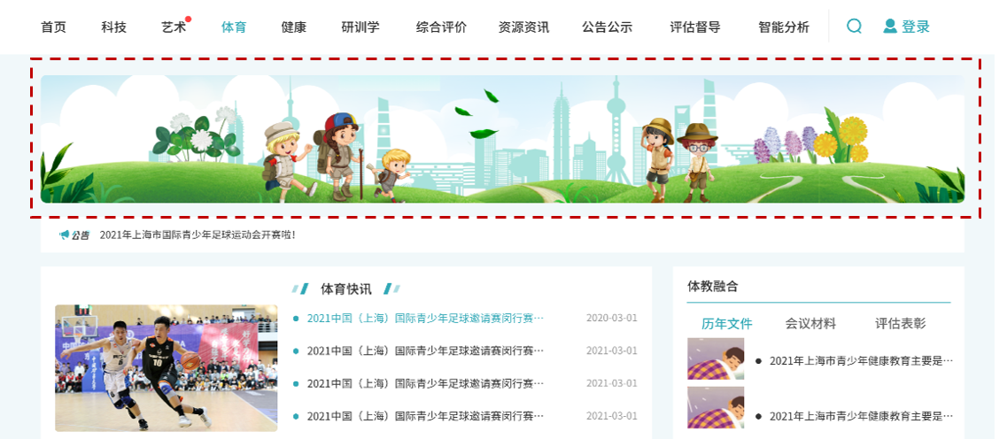 首页 科技 艺术 体育 健康 研训学 综合评价 资源资讯 公告公示 评估督导 智能分析 登录
公告 2021年上海市国际青少年足球运动会开赛啦!
体育快讯
2021中国（上海）国际青少年足球邀请赛闵行赛… 2020-03-01
2021中国（上海）国际青少年足球邀请赛闵行赛… 2021-03-01
2021中国（上海）国际青少年足球邀请赛闵行赛… 2021-03-01
2021中国（上海）国际青少年足球邀请赛闵行赛… 2021-03-01
体教融合
历年文件 会议材料 评估表彰
2021年上海市青少年健康教育主要是…
2021年上海市青少年健康教育主要是…